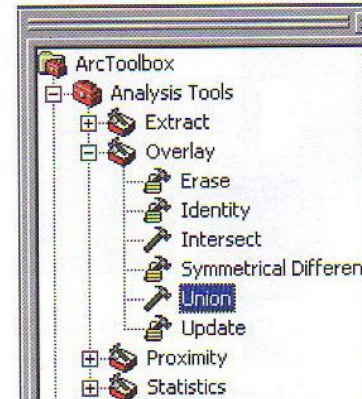 ArcToolbox
Analysis Tools
Extract
Overlay
Erase
Identity
Intersect
Symmetrical Differen
Union
Update
Proximity
Statistics